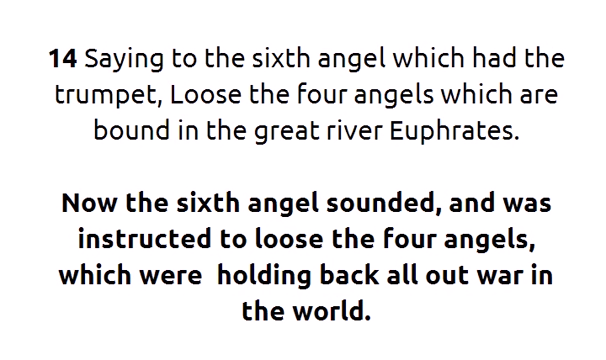 14 Saying to the sixth angel which had the
trumpet, Loose the four angels which are
bound in the great river Euphrates.
Now the sixth angel sounded, and was
instructed to loose the four angels,
which were  holding back all out war in
the world.